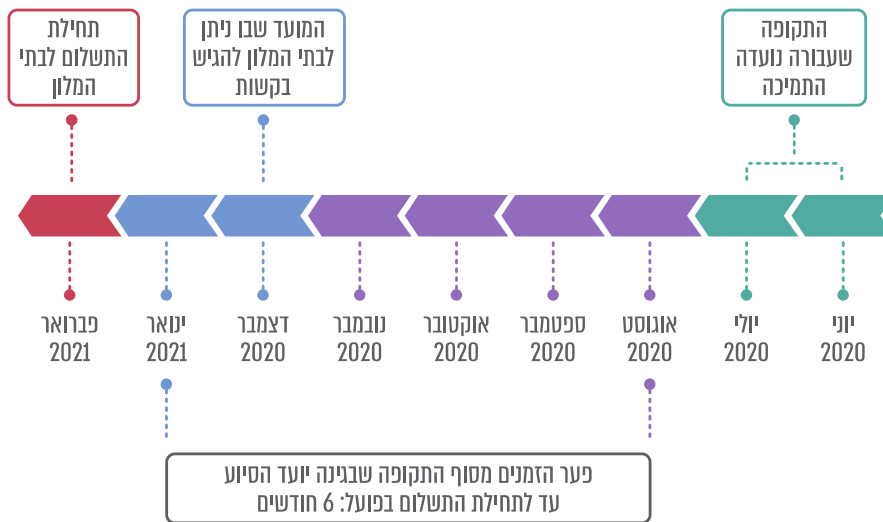 התקופה
שעבורה נועדה
התמיכה
המועד שבו ניתן
לבתי המלון להגיש
בקשות
תחילת
התשלום לבתי
המלון
יוני
2020
יולי
2020
אוגוסט
2020
ספטמבר
2020
אוקטובר
2020
נובמבר
2020
דצמבר
2020
ינואר
2021
פברואר
2021
פער הזמנים מסוף התקופה שבגינה יועד הסיוע
עד לתחילת התשלום בפועל: 6 חודשים